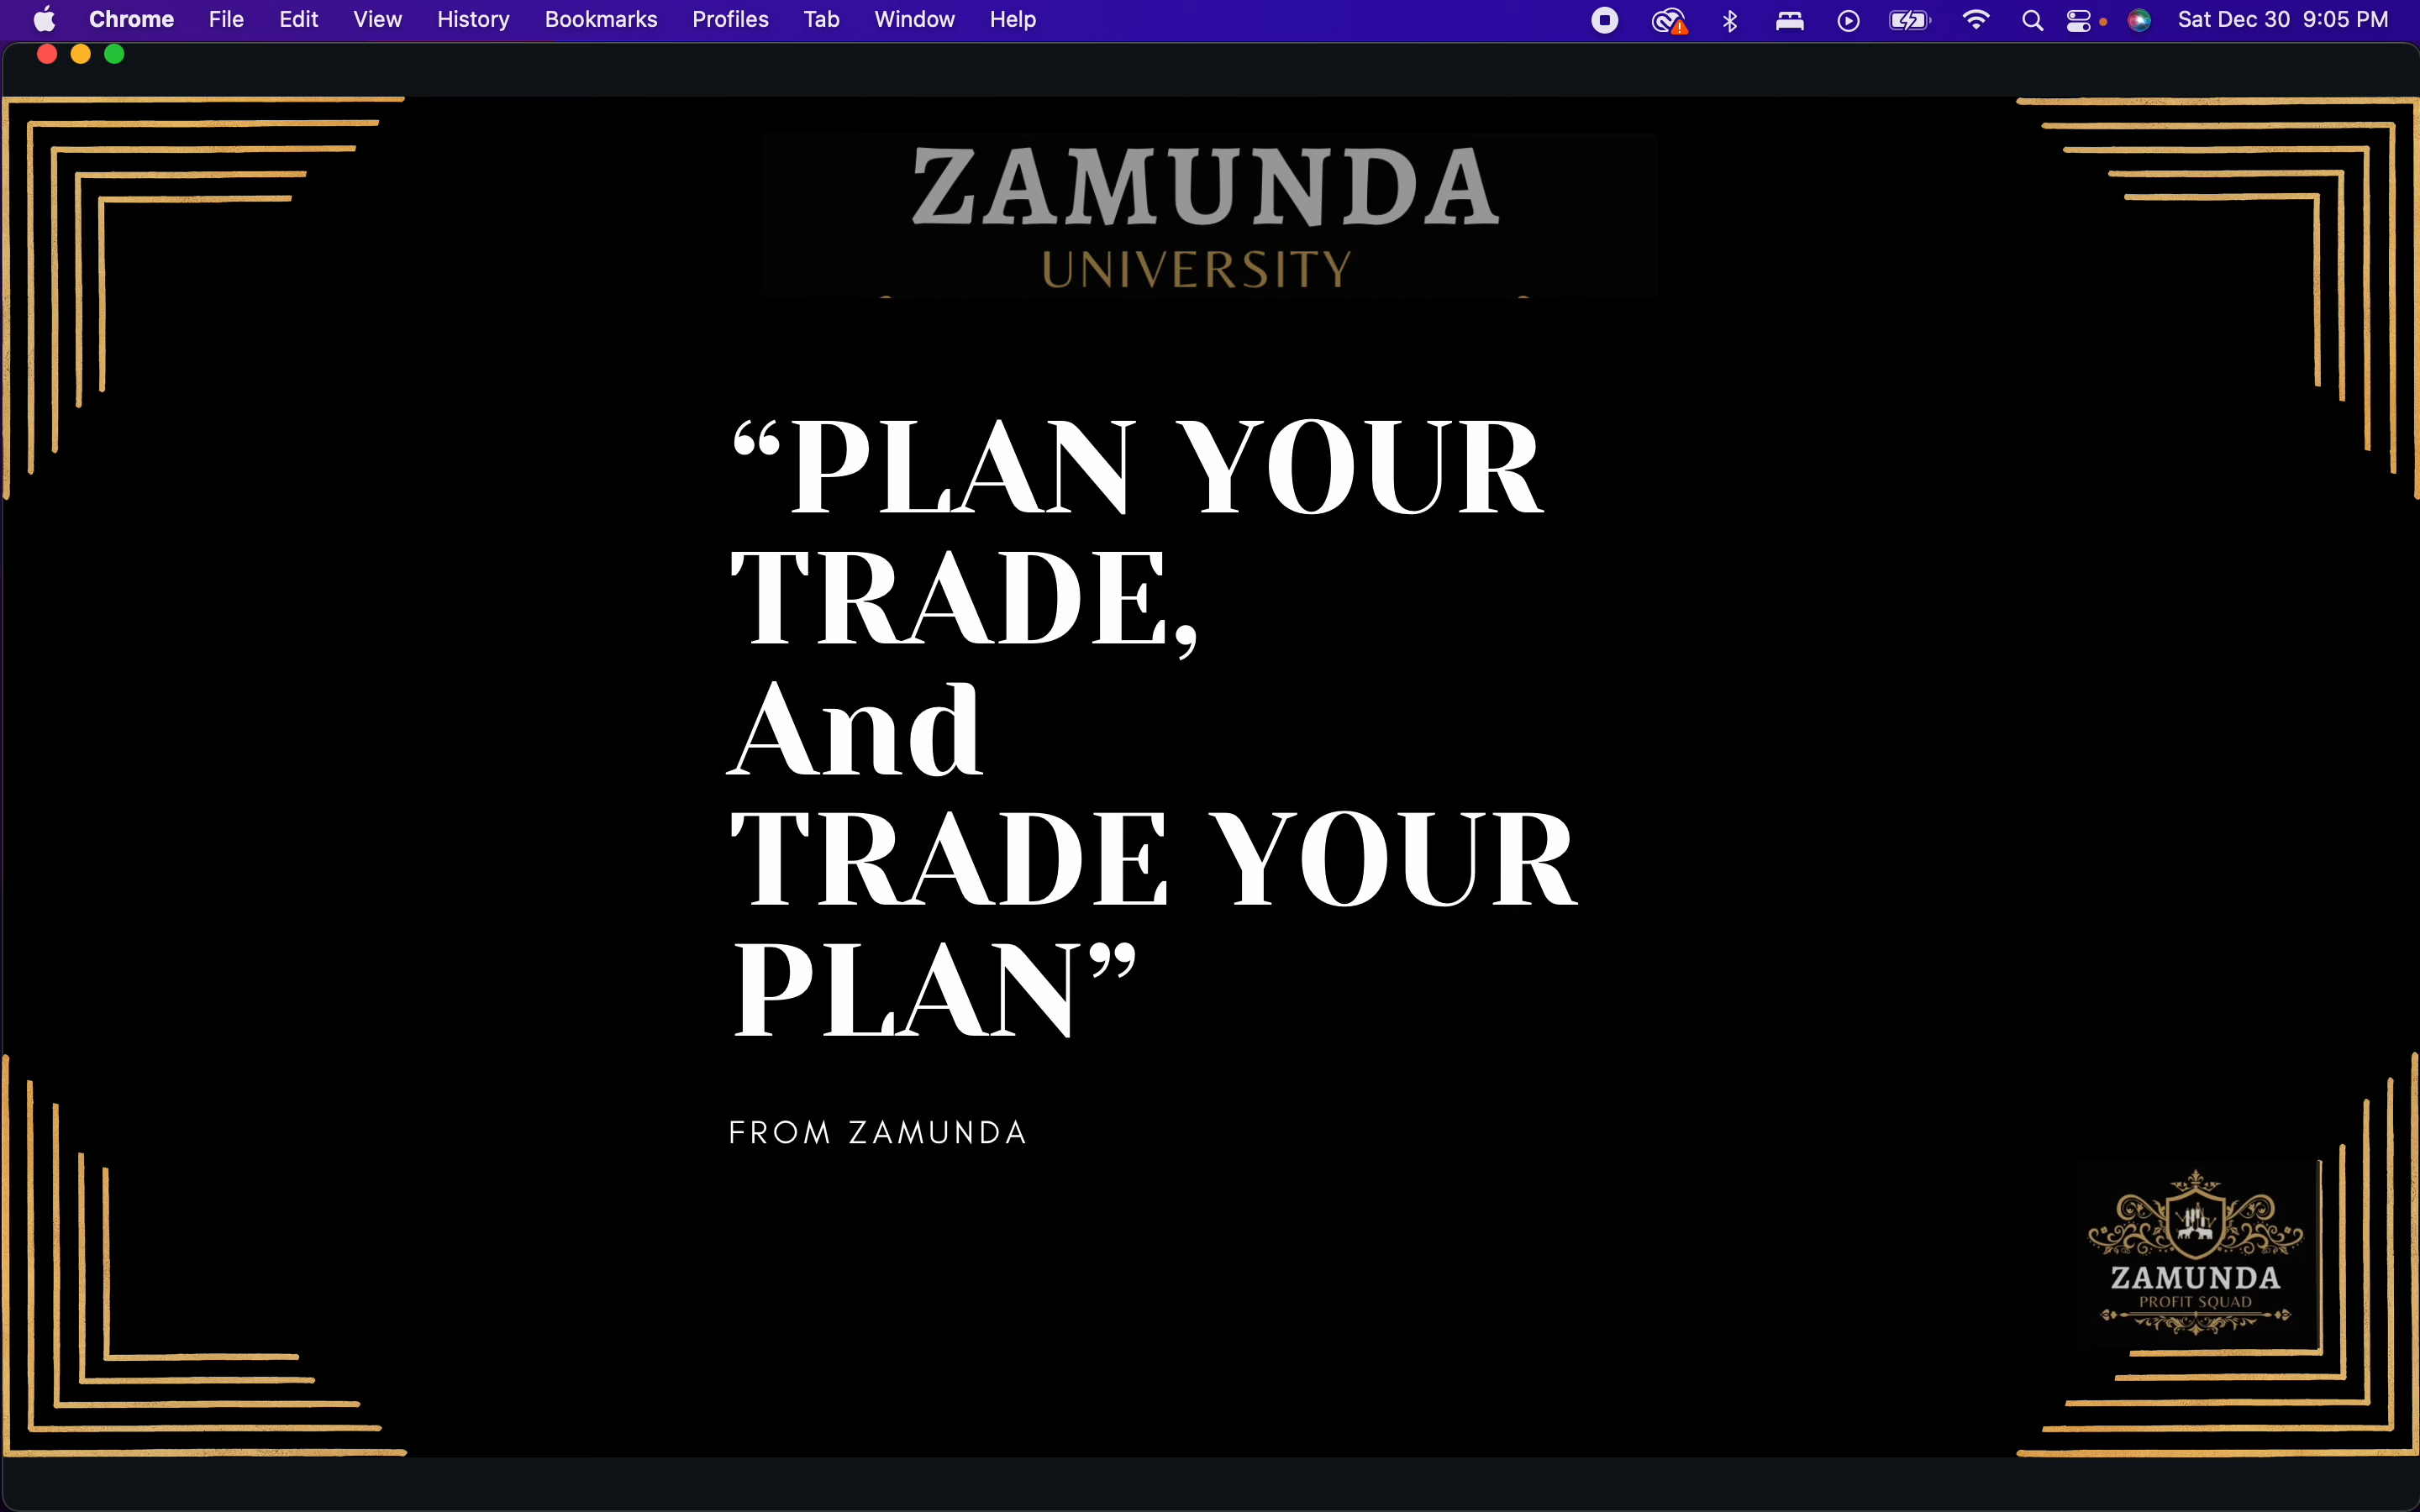 Chrome File Edit View History Bookmarks Profiles Tab Window Help Sat Dec 30 9:05 PM
ZAMUNDA
UNIVERSITY
“PLAN YOUR
TRADE,
And
TRADE YOUR
PLAN”
FROM ZAMUNDA
ZAMUNDA
PROFIT SQUAD